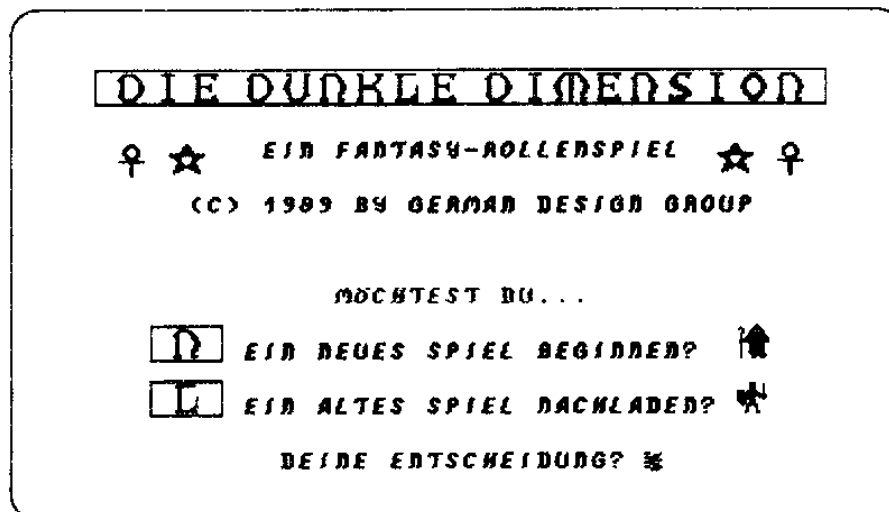 DIE DUNKLE DIMENSION
EIN FANTASY-ROLLENSPIEL
(C) 1989 BY GERMAN DESIGN GROUP
MÖCHTEST DU...
N EIN NEUES SPIEL BEGINNEN?
L EIN ALTES SPIEL NACHLADEN?
DEINE ENTSCHEIDUNG?